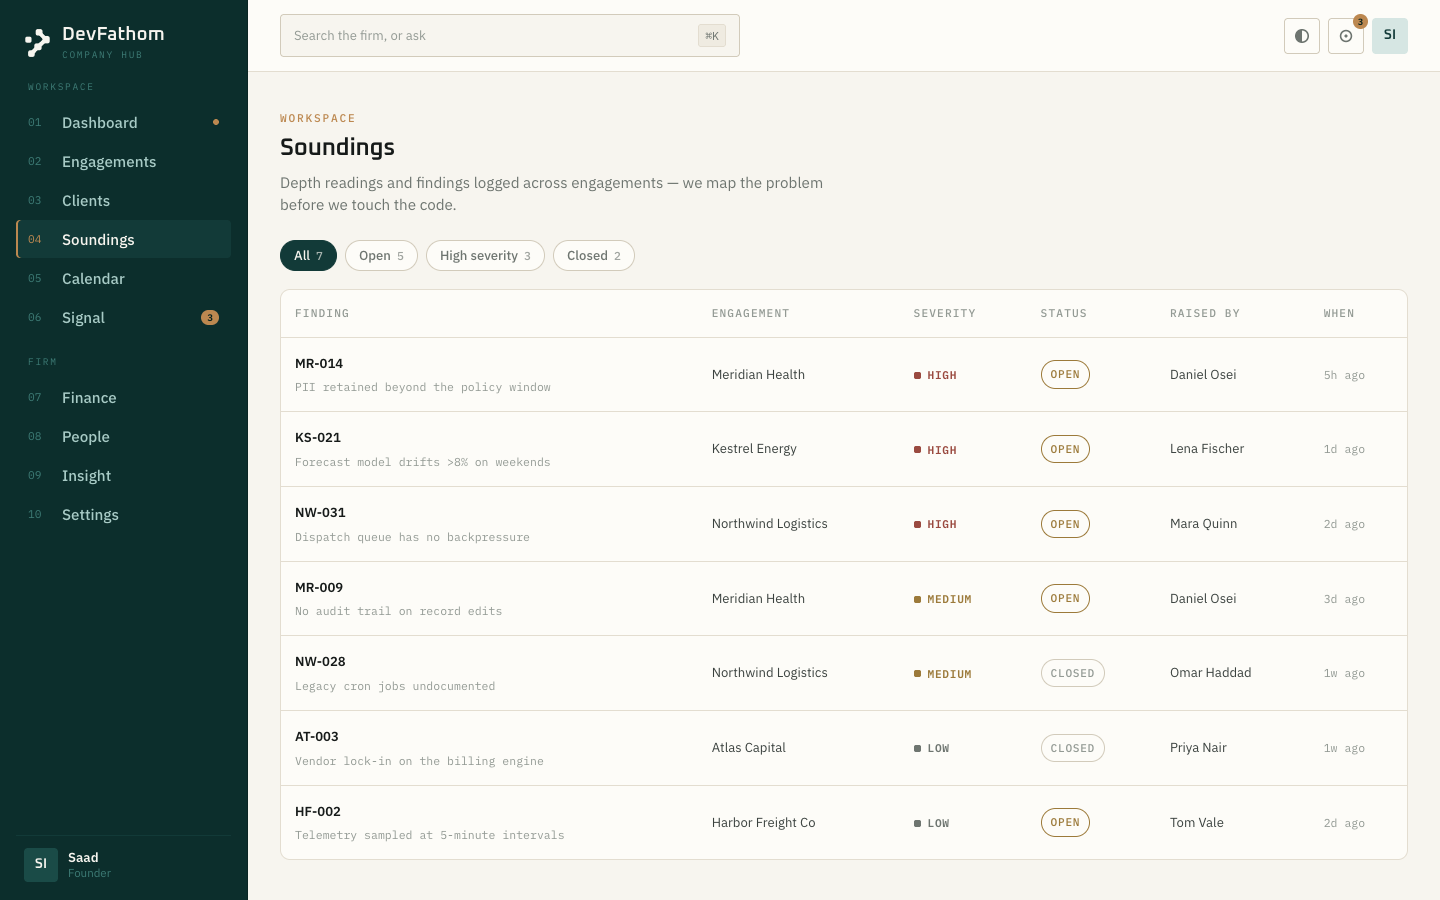 DevFathom
COMPANY HUB
WORKSPACE
01 Dashboard
02 Engagements
03 Clients
04 Soundings
05 Calendar
06 Signal 3
FIRM
07 Finance
08 People
09 Insight
10 Settings
SI Saad
Founder
Search the firm, or ask ⌘K
3
SI
WORKSPACE
Soundings
Depth readings and findings logged across engagements — we map the problem
before we touch the code.
All 7 Open 5 High severity 3 Closed 2
FINDING ENGAGEMENT SEVERITY STATUS RAISED BY WHEN
MR-014
PII retained beyond the policy window
Meridian Health HIGH OPEN Daniel Osei 5h ago
KS-021
Forecast model drifts >8% on weekends
Kestrel Energy HIGH OPEN Lena Fischer 1d ago
NW-031
Dispatch queue has no backpressure
Northwind Logistics HIGH OPEN Mara Quinn 2d ago
MR-009
No audit trail on record edits
Meridian Health MEDIUM OPEN Daniel Osei 3d ago
NW-028
Legacy cron jobs undocumented
Northwind Logistics MEDIUM CLOSED Omar Haddad 1w ago
AT-003
Vendor lock-in on the billing engine
Atlas Capital LOW CLOSED Priya Nair 1w ago
HF-002
Telemetry sampled at 5-minute intervals
Harbor Freight Co LOW OPEN Tom Vale 2d ago